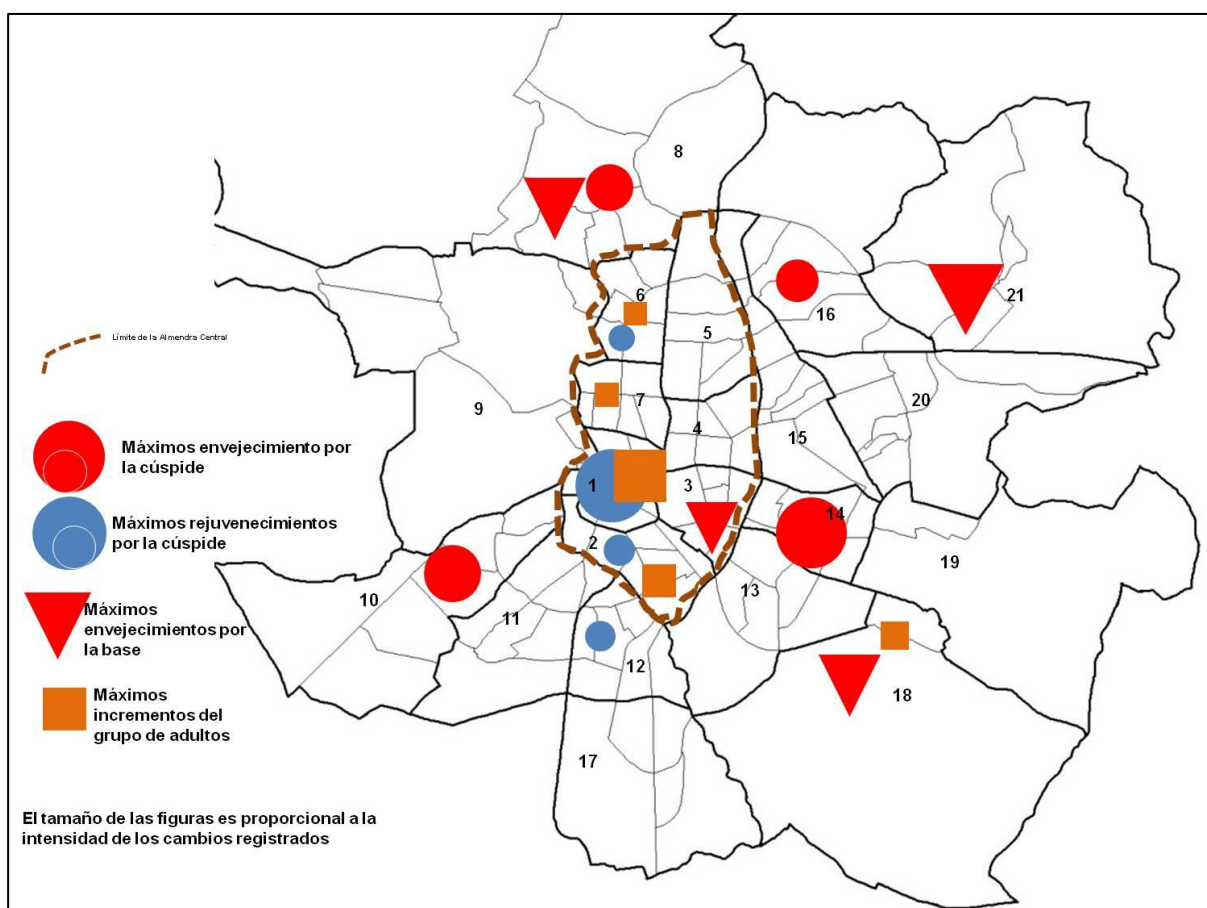 8
6
5
16
21
Límite de la Almendra Central
9
7
4
20
15
Máximos envejecimiento por
la cúspide
1
3
14
Máximos rejuvenecimientos
por la cúspide
2
19
10
11
13
Máximos
envejecimientos por
la base
12
18
Máximos
incrementos del
grupo de adultos
17
El tamaño de las figuras es proporcional a la
intensidad de los cambios registrados